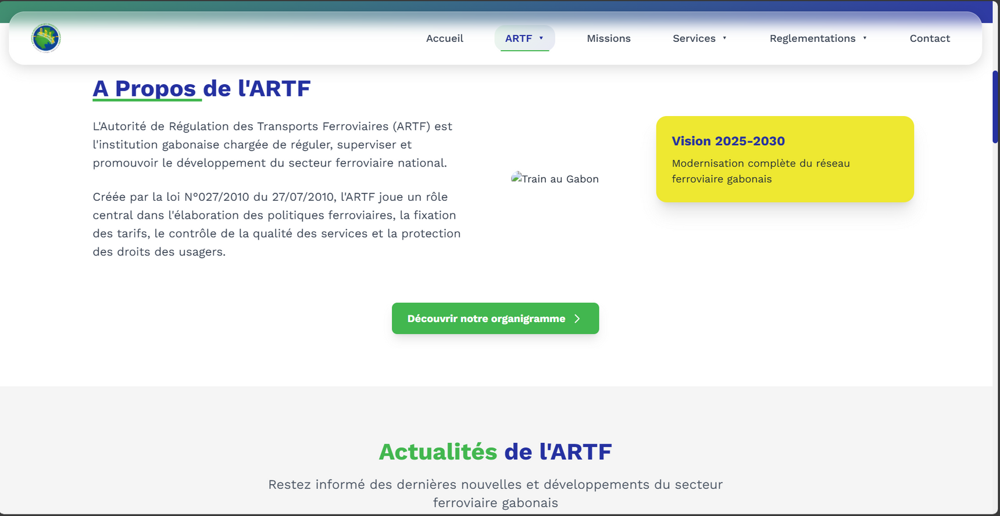 Accueil
ARTF
Missions
Services
Reglementations
Contact
A Propos de l'ARTF
L'Autorité de Régulation des Transports Ferroviaires (ARTF) est
l'institution gabonaise chargée de réguler, superviser et
promouvoir le développement du secteur ferroviaire national.
Créée par la loi N°027/2010 du 27/07/2010, l'ARTF joue un rôle
central dans l'élaboration des politiques ferroviaires, la fixation
des tarifs, le contrôle de la qualité des services et la protection
des droits des usagers.
Train au Gabon
Vision 2025-2030
Modernisation complète du réseau
ferroviaire gabonais
Découvrir notre organigramme
Actualités de l'ARTF
Restez informé des dernières nouvelles et développements du secteur
ferroviaire gabonais